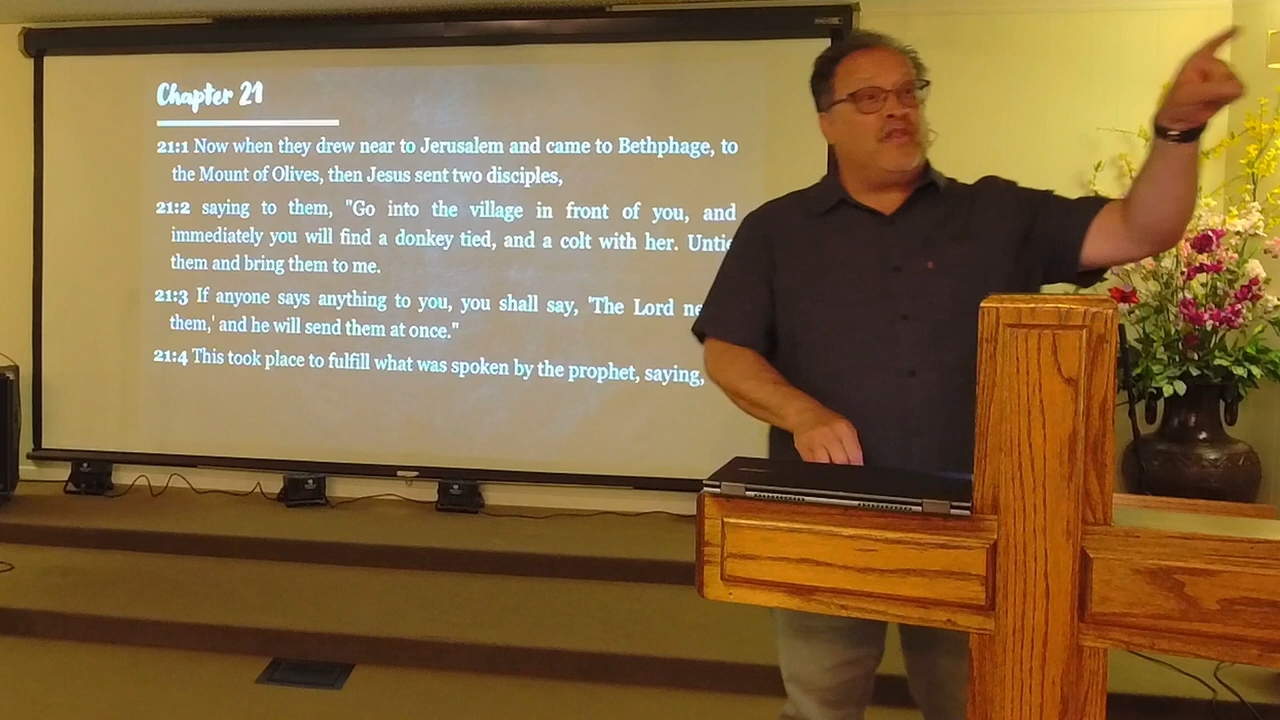 Chapter 21
21:1 Now when they drew near to Jerusalem and came to Bethphage, to
the Mount of Olives, then Jesus sent two disciples,
21:2 saying to them, "Go into the village in front of you, and
immediately you will find a donkey tied, and a colt with her. Untie
them and bring them to me.
21:3 If anyone says anything to you, you shall say, 'The Lord
them,' and he will send them at once."
21:4 This took place to fulfill what was spoken by the prophet, saying,